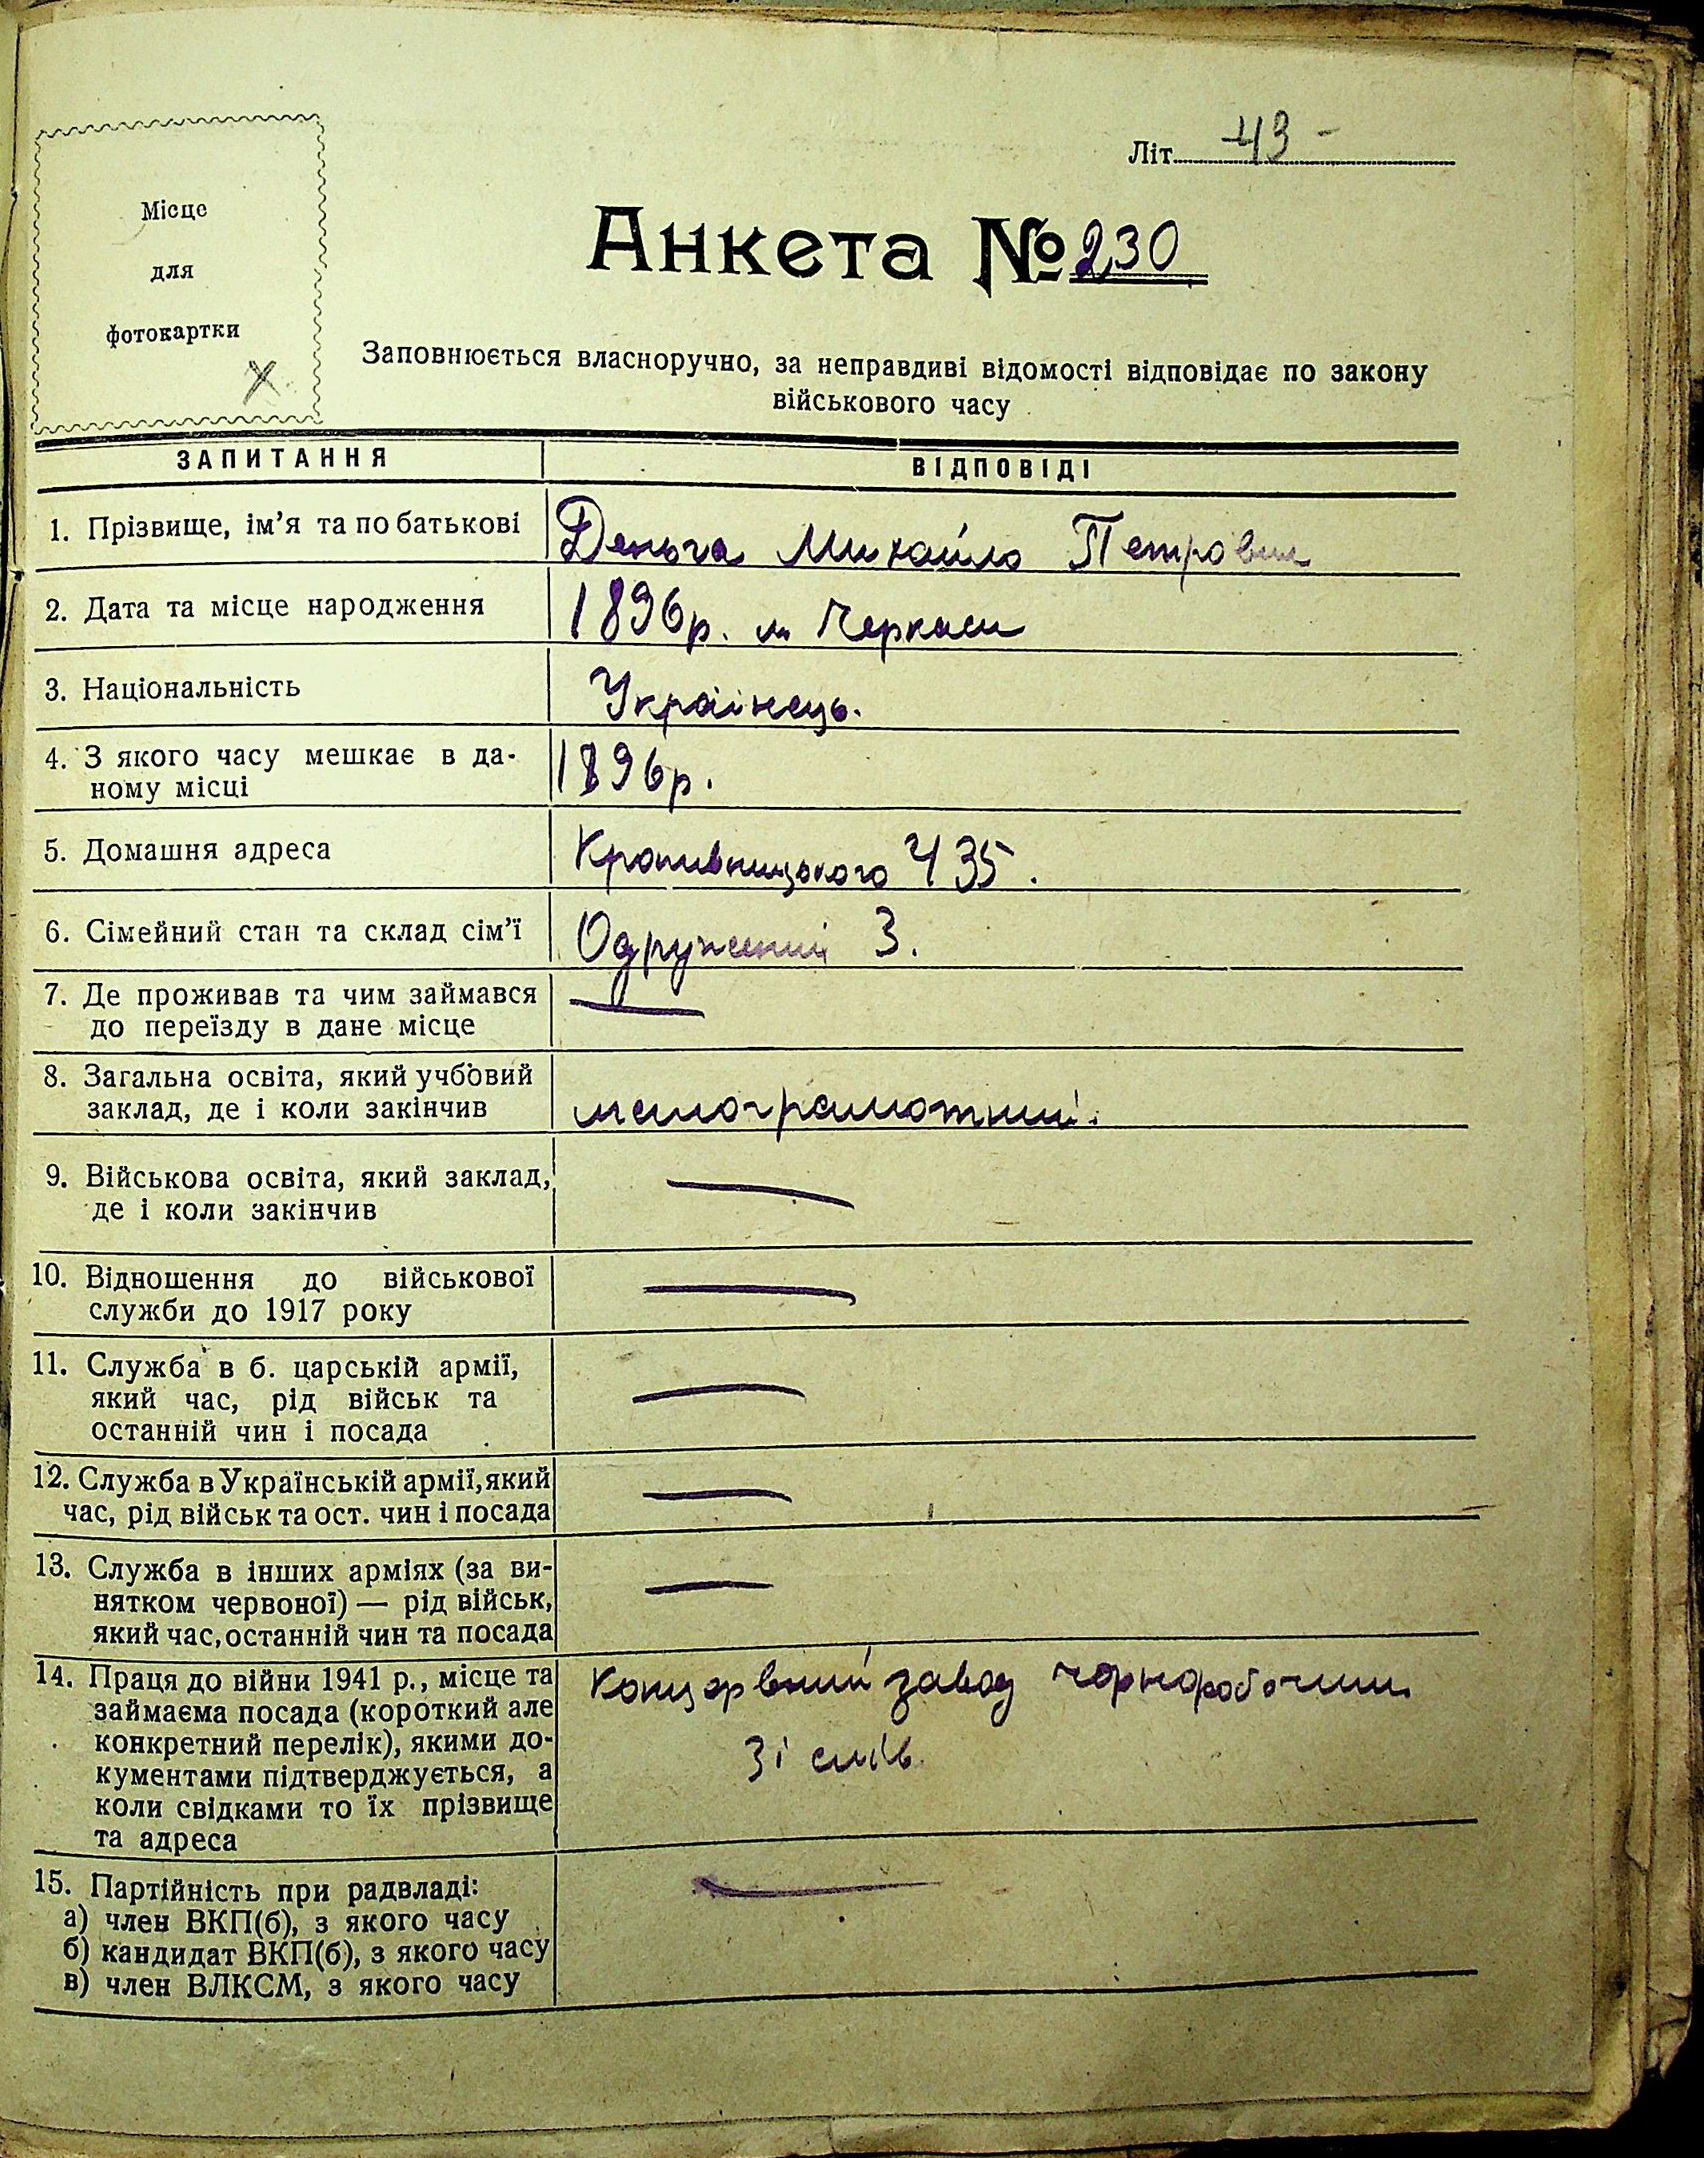 Літ. 43 -
Місце
для
фотокартки
Анкета № 230
Заповнюється власноручно, за неправдиві відомості відповідає по закону
військового часу
ЗАПИТАННЯ ВІДПОВІДІ
1. Прізвище, ім’я та по батькові Деньга Михайло Петрович
2. Дата та місце народження 1896р. м Черкаси
3. Національність Українець.
4. З якого часу мешкає в да-
ному місці 1896р.
5. Домашня адреса Кропивницького Ч 35.
6. Сімейний стан та склад сім’ї Одружений 3.
7. Де проживав та чим займався —
до переїзду в дане місце
8. Загальна освіта, який учбовий
заклад, де і коли закінчив малограмотний.
9. Військова освіта, який заклад, —
де і коли закінчив
10. Відношення до військової —
служби до 1917 року
11. Служба в б. царській армії,
який час, рід військ та —
останній чин і посада
12. Служба в Українській армії, який —
час, рід військ та ост. чин і посада
13. Служба в інших арміях (за ви- —
нятком червоної) — рід військ,
який час, останній чин та посада
14. Праця до війни 1941 р., місце та Концервний завод чорноробочим
займаєма посада (короткий але
конкретний перелік), якими до- Зі слів.
кументами підтверджується, а
коли свідками то їх прізвище
та адреса
15. Партійність при радвладі: —
а) член ВКП(б), з якого часу
б) кандидат ВКП(б), з якого часу
в) член ВЛКСМ, з якого часу